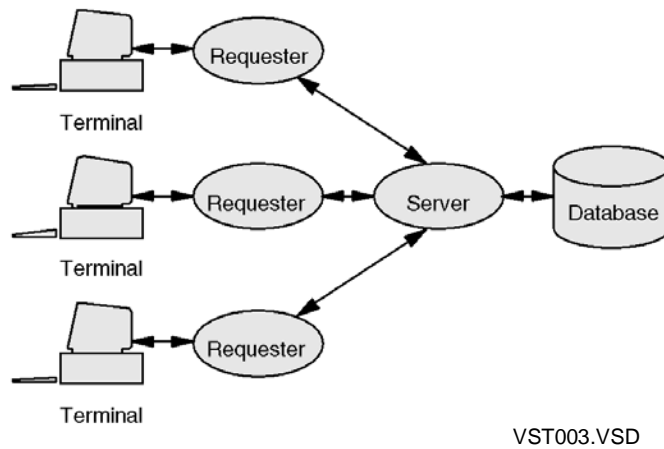 Requester
Terminal
Requester
Server
Database
Terminal
Requester
Terminal
VST003.VSD